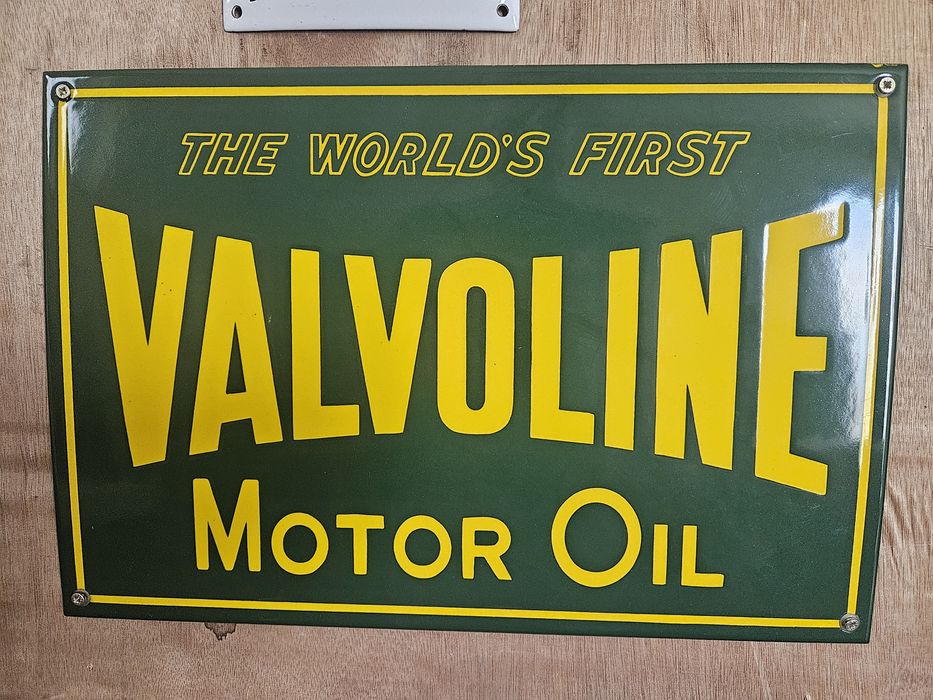 THE WORLD'S FIRST
VALVOLINE
MOTOR OIL